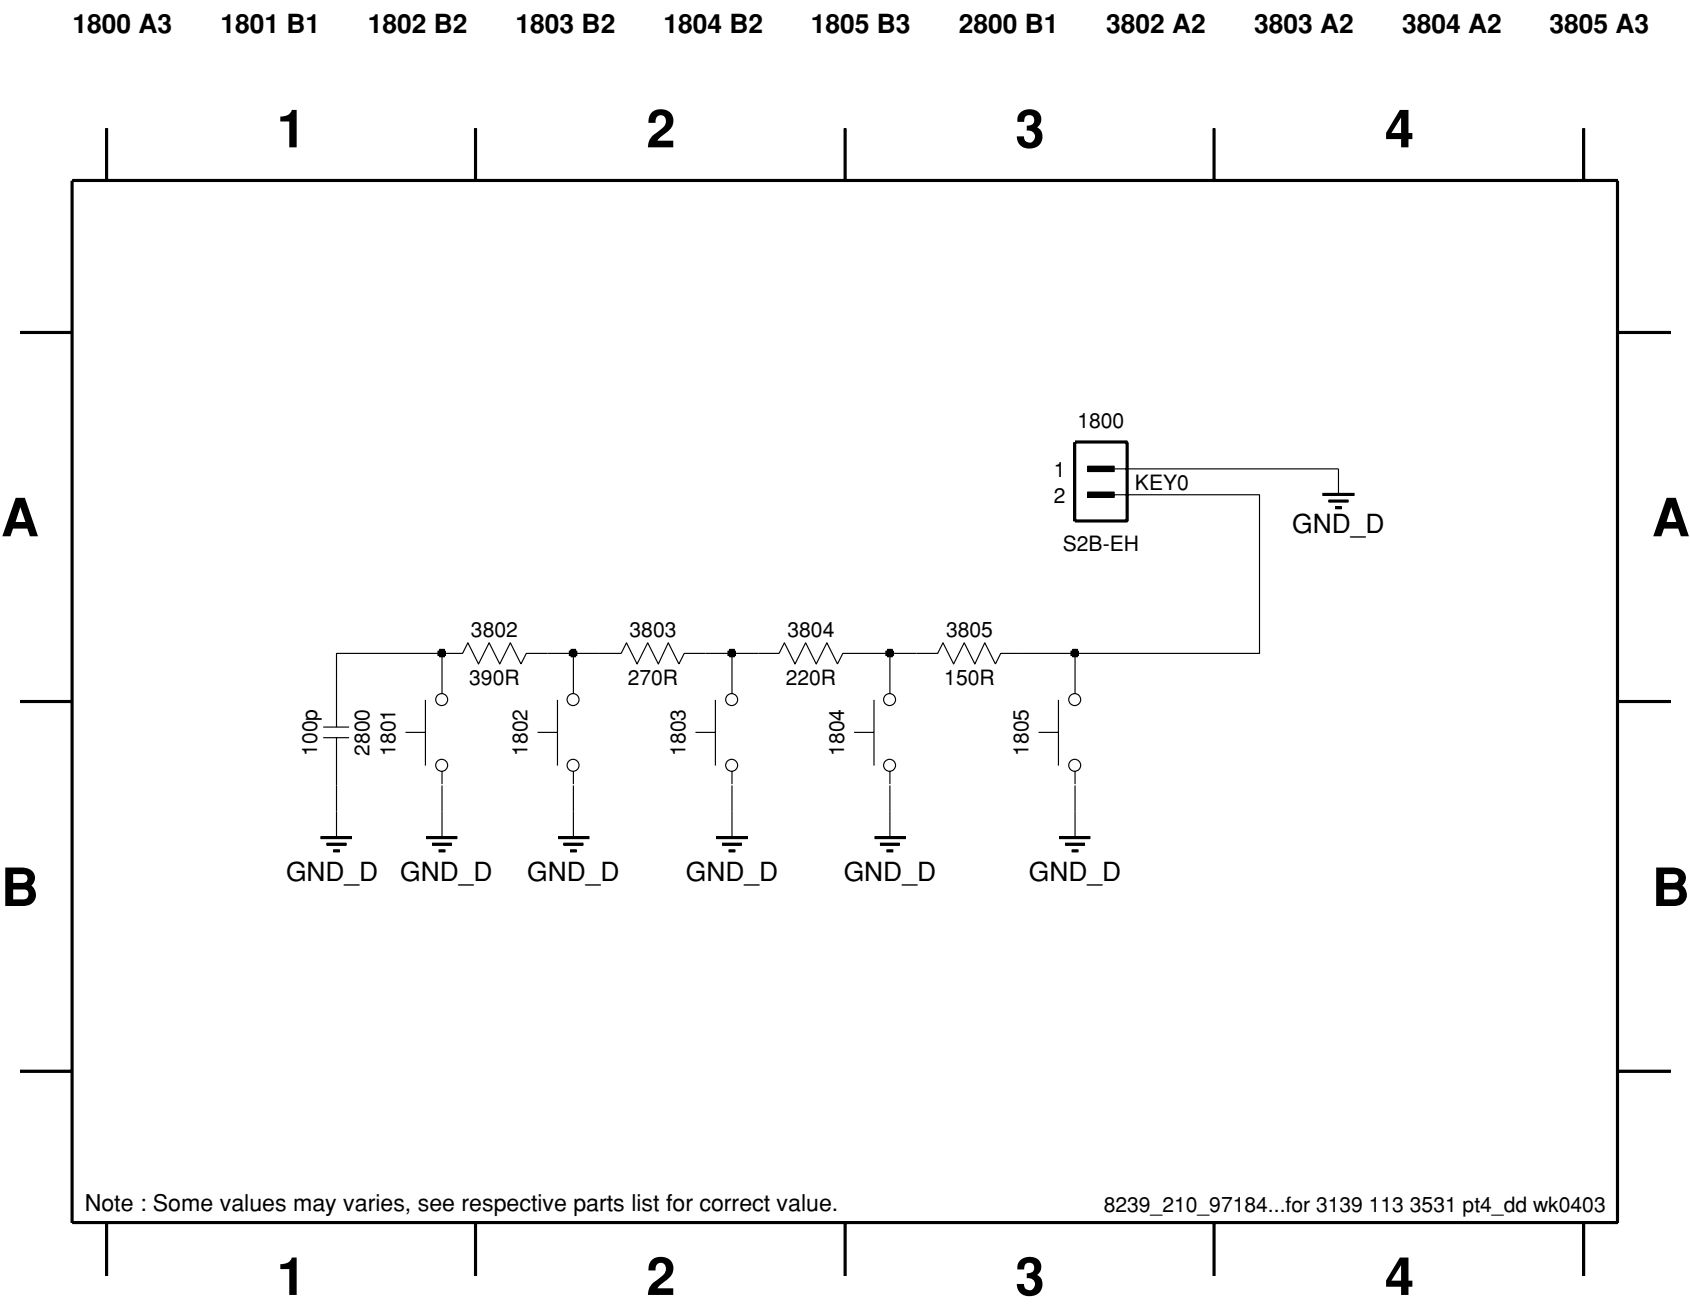 1800 A3 1801 B1 1802 B2 1803 B2 1804 B2 1805 B3 2800 B1 3802 A2 3803 A2 3804 A2 3805 A3
1 2 3 4
1800
1
KEY0
2
A A
GND_D
S2B-EH
3802 3803 3804 3805
390R 270R 220R 150R
100p 2800 1801 1802 1803 1804 1805
GND_D GND_D GND_D GND_D GND_D GND_D
B B
Note : Some values may varies, see respective parts list for correct value. 8239_210_97184...for 3139 113 3531 pt4_dd wk0403
1 2 3 4